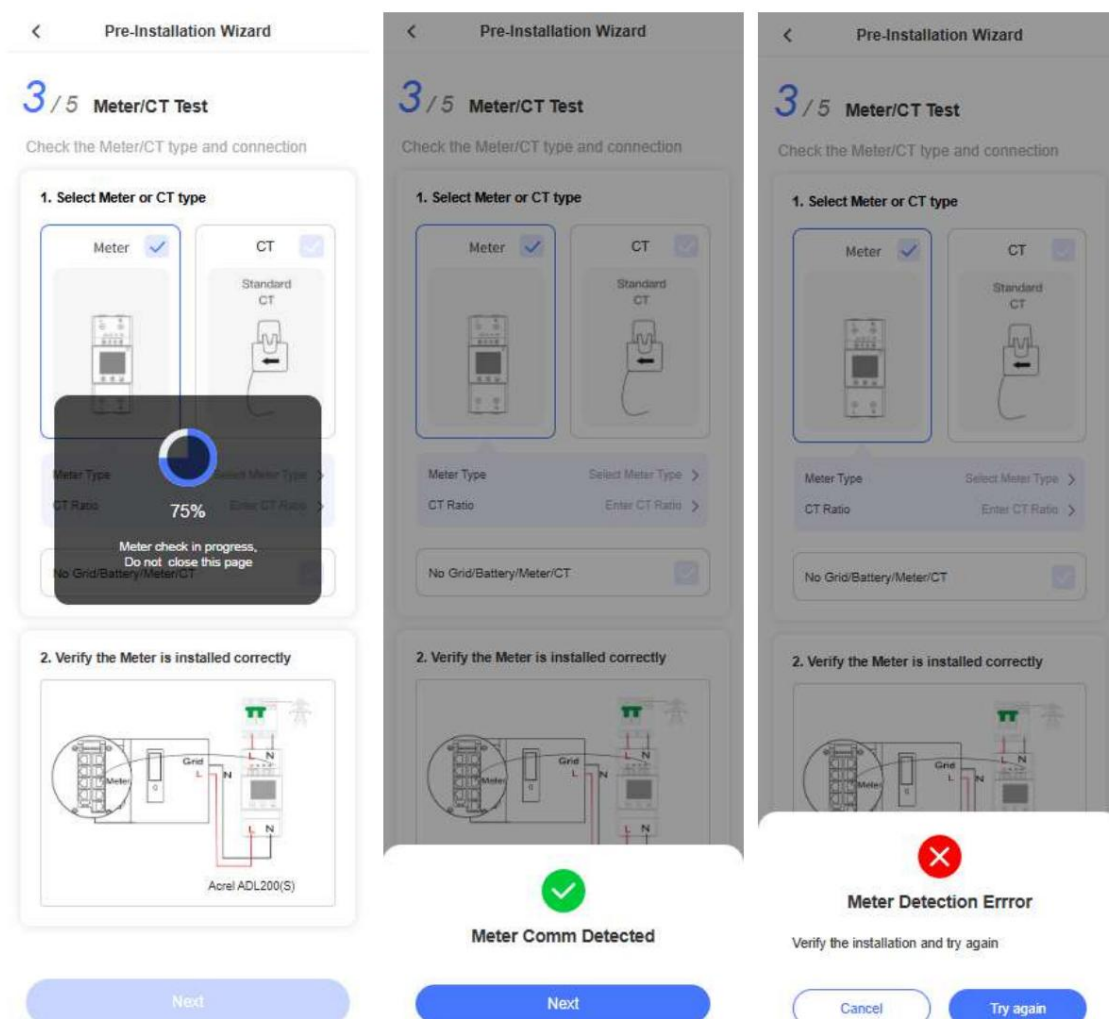 Pre-Installation Wizard
3/5 Meter/CT Test
Check the Meter/CT type and connection
1. Select Meter or CT type
Meter
CT
Standard
CT
Meter Type
Select Meter Type >
CT Ratio
Enter CT Ratio >
75%
Meter check in progress,
Do not close this page
No Grid/Battery/Meter/CT
2. Verify the Meter is installed correctly
Grid
L N
Meter
L N
L N
Acrel ADL200(S)
Next
Pre-Installation Wizard
3/5 Meter/CT Test
Check the Meter/CT type and connection
1. Select Meter or CT type
Meter
CT
Standard
CT
Meter Type
Select Meter Type >
CT Ratio
Enter CT Ratio >
No Grid/Battery/Meter/CT
2. Verify the Meter is installed correctly
Grid
L N
Meter
L N
L N
Meter Comm Detected
Next
Pre-Installation Wizard
3/5 Meter/CT Test
Check the Meter/CT type and connection
1. Select Meter or CT type
Meter
CT
Standard
CT
Meter Type
Select Meter Type >
CT Ratio
Enter CT Ratio >
No Grid/Battery/Meter/CT
2. Verify the Meter is installed correctly
Grid
L N
Meter
L N
Meter Detection Errror
Verify the installation and try again
Cancel
Try again